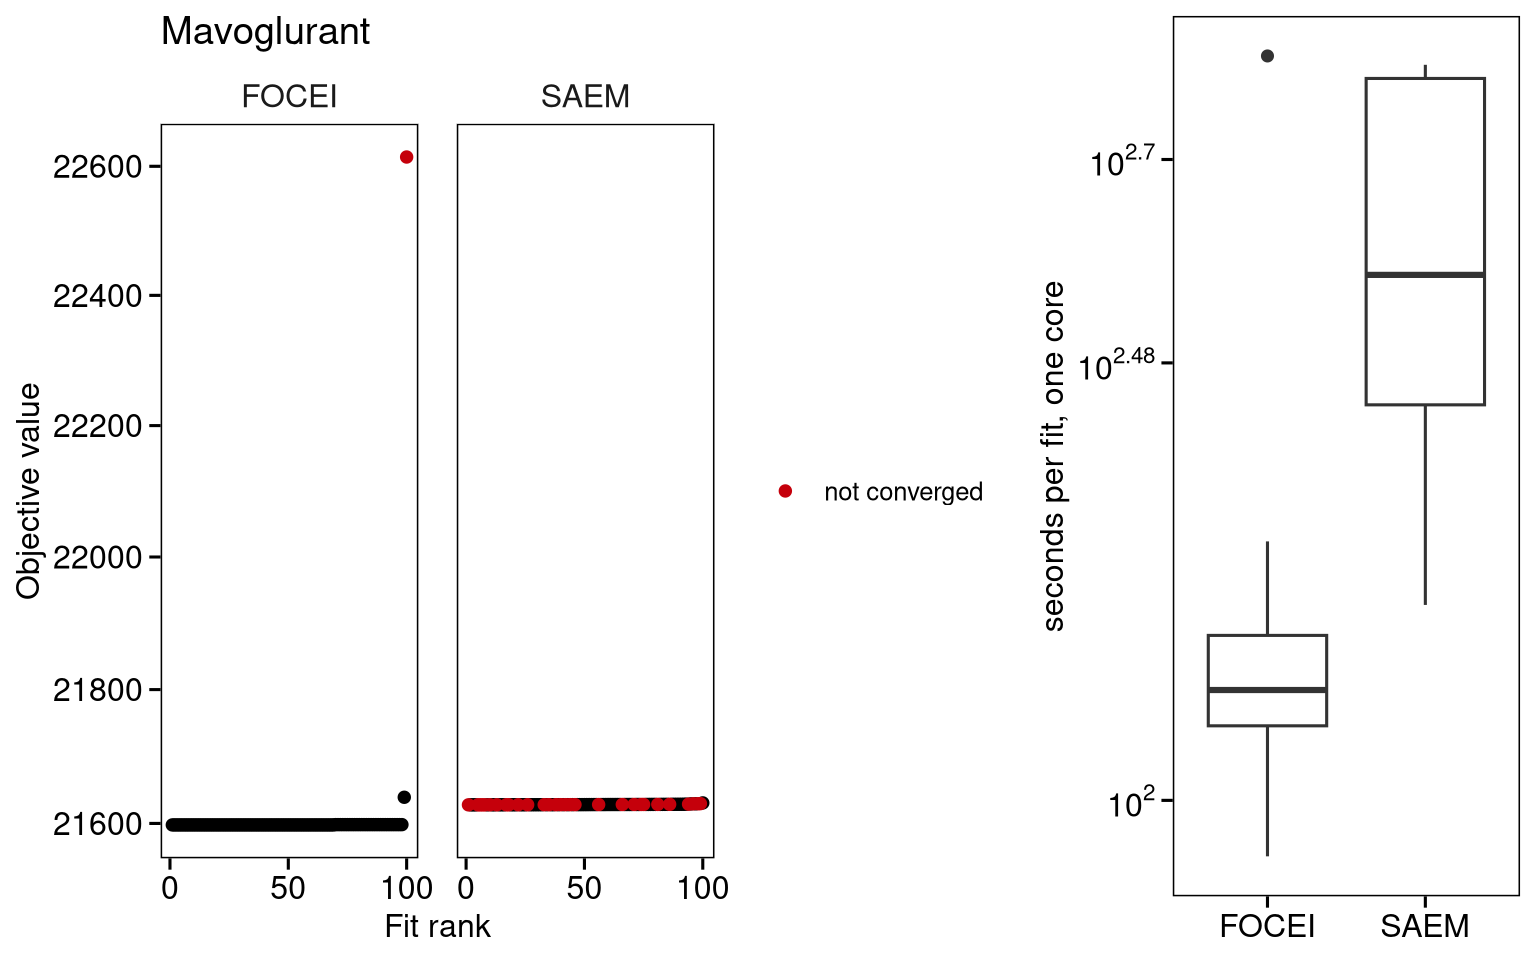 Mavoglurant
FOCEI
SAEM
22600
22400
22200
22000
21800
21600
Objective value
0
50
100
0
50
100
Fit rank
not converged
seconds per fit, one core
10^2.7
10^2.48
10^2
FOCEI
SAEM